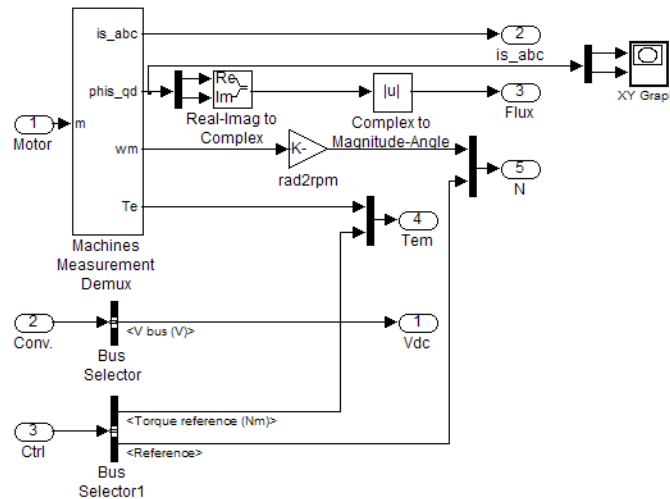 is_abc
2
is_abc
phis_qd
Re
Im
Real-Imag to
Complex
|u|
Complex to
Magnitude-Angle
3
Flux
XY Grap
1
Motor
m
wm
K-
rad2rpm
5
N
Te
4
Tem
Machines
Measurement
Demux
2
Conv.
<V bus (V)>
Bus
Selector
1
Vdc
3
Ctrl
<Torque reference (Nm)>
<Reference>
Bus
Selector1